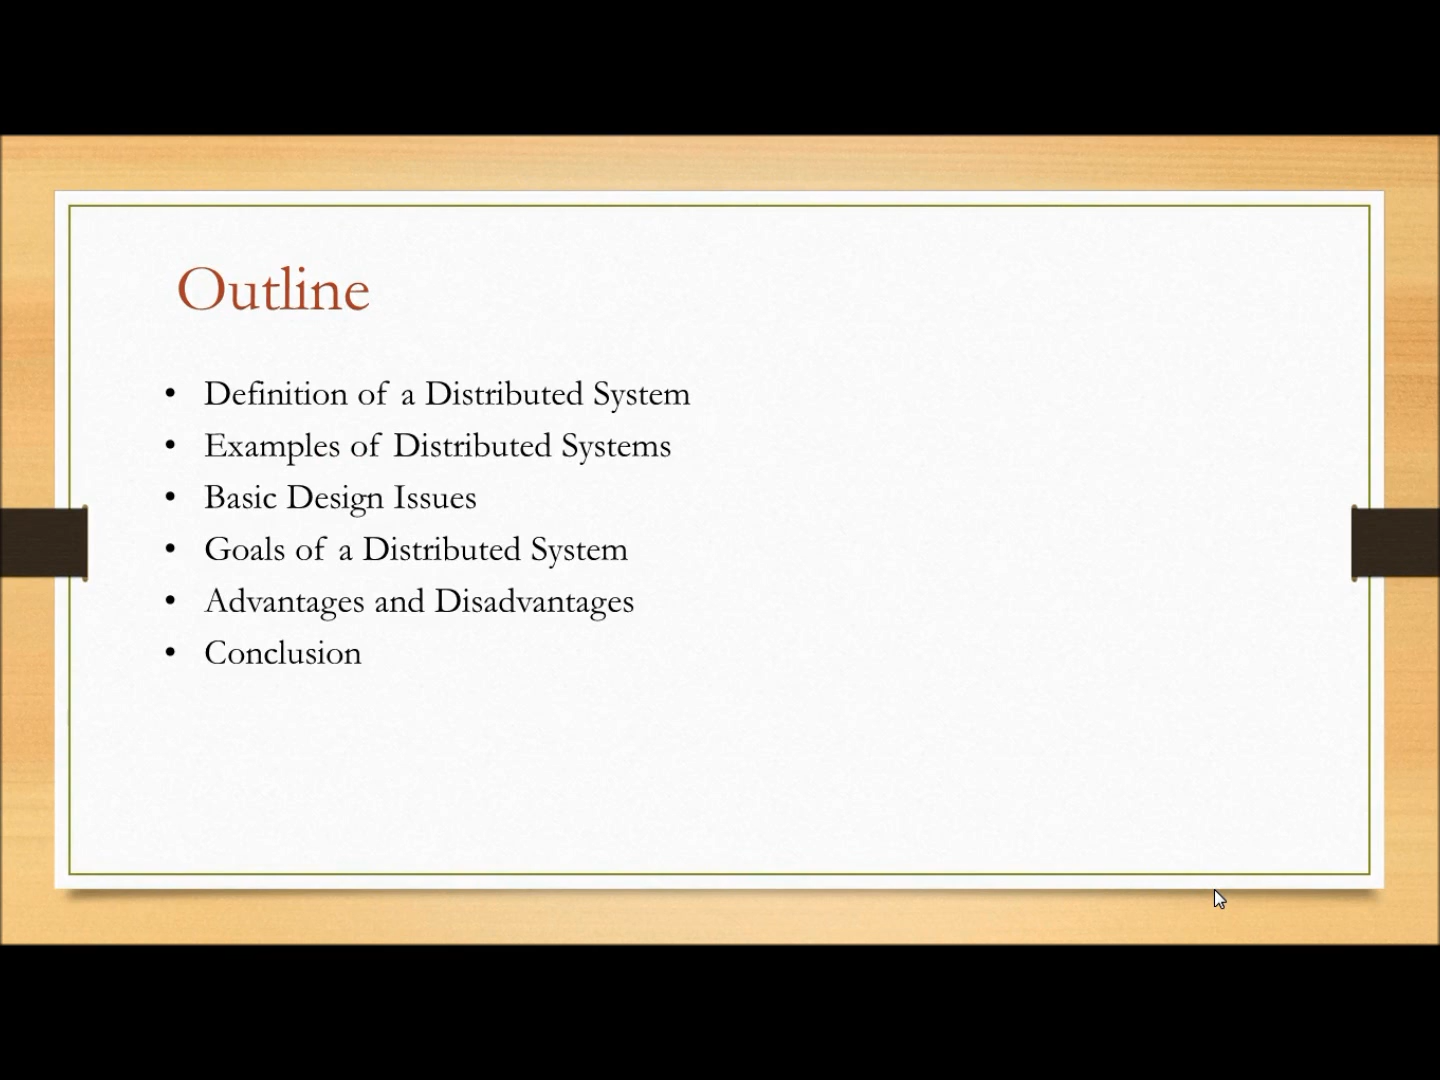 Outline
• Definition of a Distributed System
• Examples of Distributed Systems
• Basic Design Issues
• Goals of a Distributed System
• Advantages and Disadvantages
• Conclusion